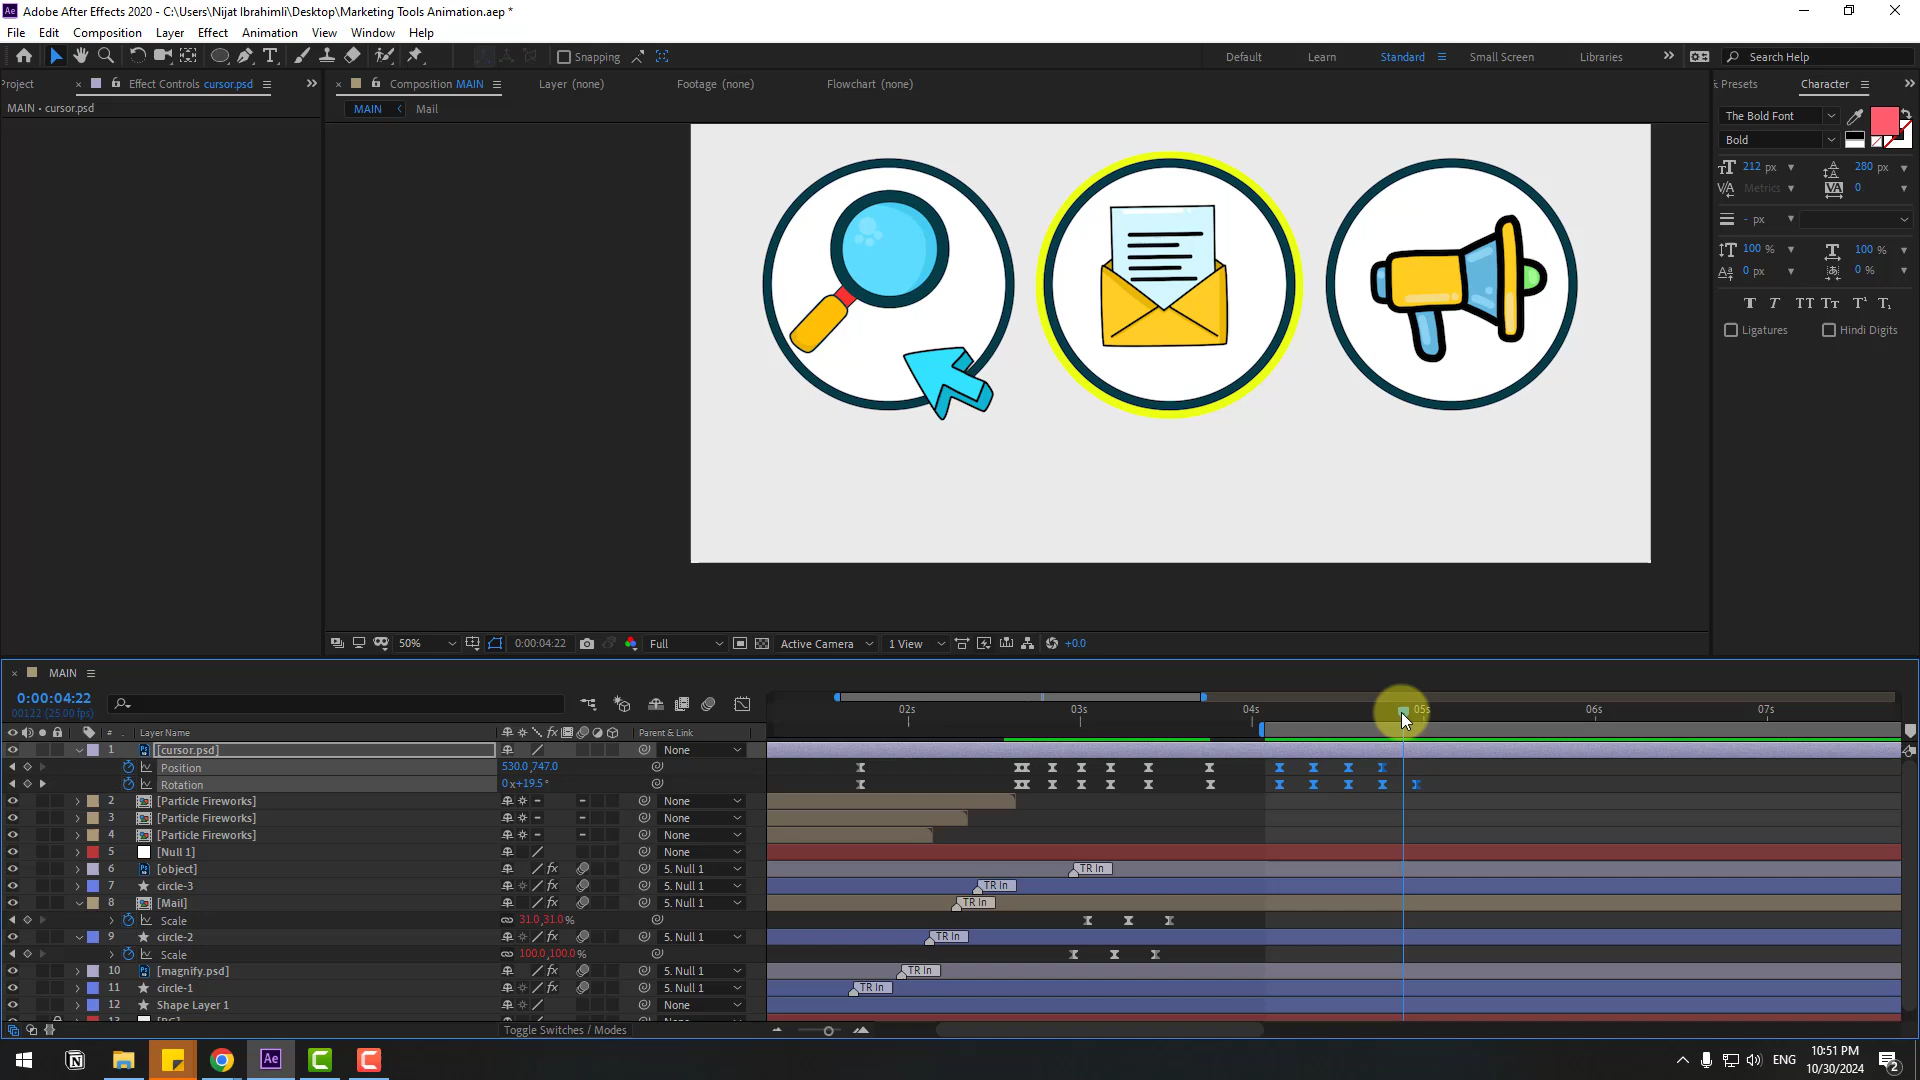 Adobe After Effects 2020 - C:\Users\Nijat Ibrahimli\Desktop\Marketing Tools Animation.aep *
File Edit Composition Layer Effect Animation View Window Help
Snapping Default Learn Standard Small Screen Libraries Search Help
Project Effect Controls cursor.psd Composition MAIN Layer (none) Footage (none) Flowchart (none) Presets Character
MAIN • cursor.psd MAIN Mail
The Bold Font
Bold
212 px 280 px
Metrics 0
- px
100 % 100 %
0 px 0 %
T T TT Tт T¹ T₁
Ligatures Hindi Digits
50% 0:00:04:22 Full Active Camera 1 View +0.0
MAIN
0:00:04:22
00122 (25.00 fps)
02s 03s 04s 05s 06s 07s
# Layer Name Parent & Link
1 [cursor.psd] None
Position 530.0,747.0
Rotation 0x+19.5°
2 [Particle Fireworks] None
3 [Particle Fireworks] None
4 [Particle Fireworks] None
5 [Null 1] None
6 [object] 5. Null 1 TR In
7 circle-3 5. Null 1 TR In
8 [Mail] 5. Null 1 TR In
Scale 31.0,31.0%
9 circle-2 5. Null 1 TR In
Scale 100.0,100.0%
10 [magnify.psd] 5. Null 1 TR In
11 circle-1 5. Null 1 TR In
12 Shape Layer 1 None
Toggle Switches / Modes
ENG 10:51 PM
10/30/2024 2